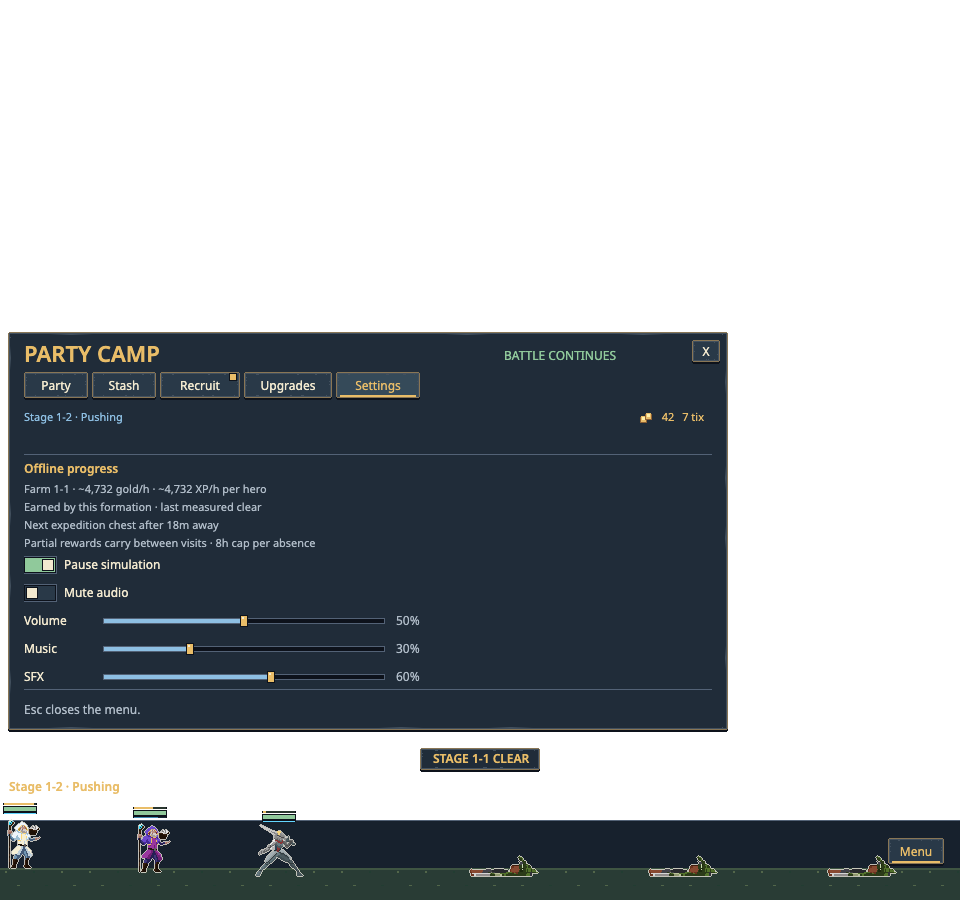 PARTY CAMP
BATTLE CONTINUES
X
Party
Stash
Recruit
Upgrades
Settings
Stage 1-2 · Pushing
42 7 tix
Offline progress
Farm 1-1 · ~4,732 gold/h · ~4,732 XP/h per hero
Earned by this formation · last measured clear
Next expedition chest after 18m away
Partial rewards carry between visits · 8h cap per absence
Pause simulation
Mute audio
Volume 50%
Music 30%
SFX 60%
Esc closes the menu.
STAGE 1-1 CLEAR
Stage 1-2 · Pushing
Menu